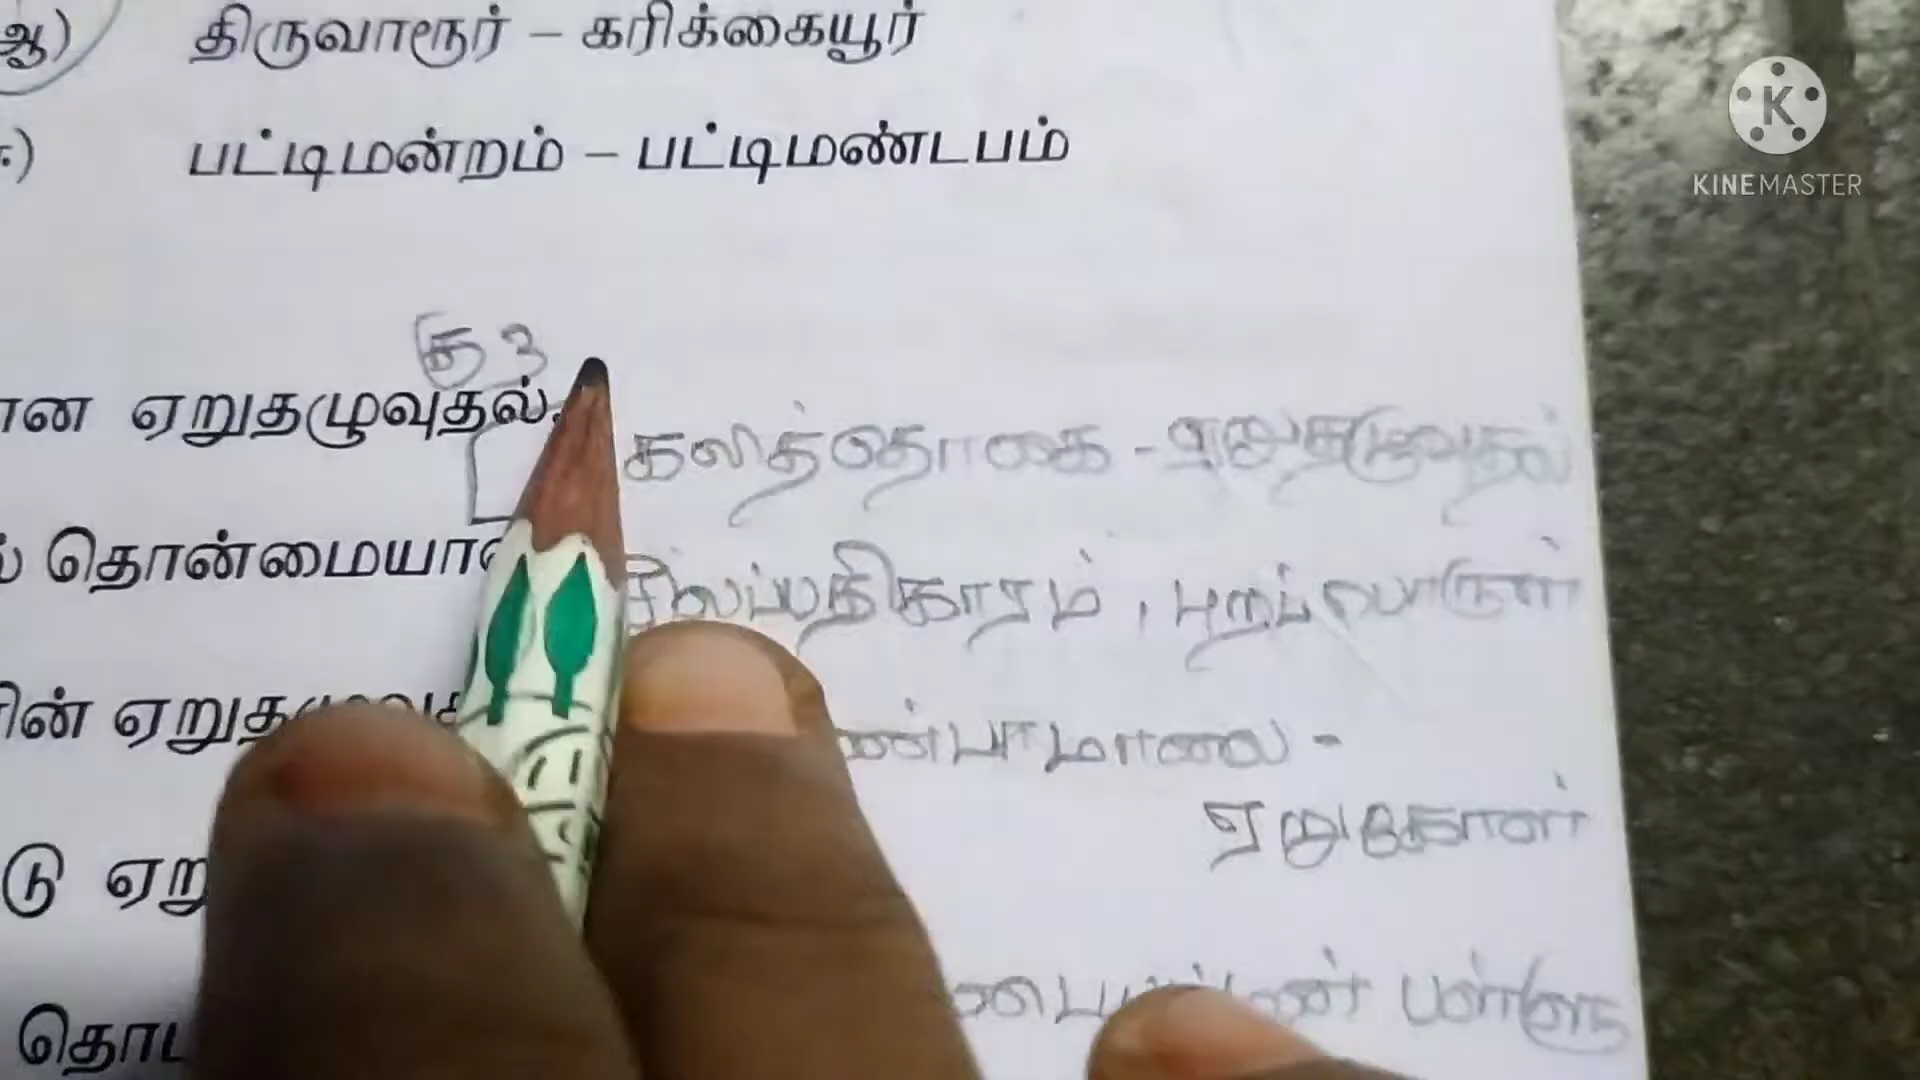 ஆ) திருவாரூர் – கரிக்கையூர்
பட்டிமன்றம் – பட்டிமண்டபம்
KINEMASTER
கு 3
ஏறுதழுவுதல்.
கலித்தொகை - ஏறுதழுவுதல்
தொன்மையா
சிலப்பதிகாரம், புறப்பொருள்
ின் ஏறுத
ண்பாமாலை -
ஏறுகோள்
டு ஏறு
பள்ளு
தொட